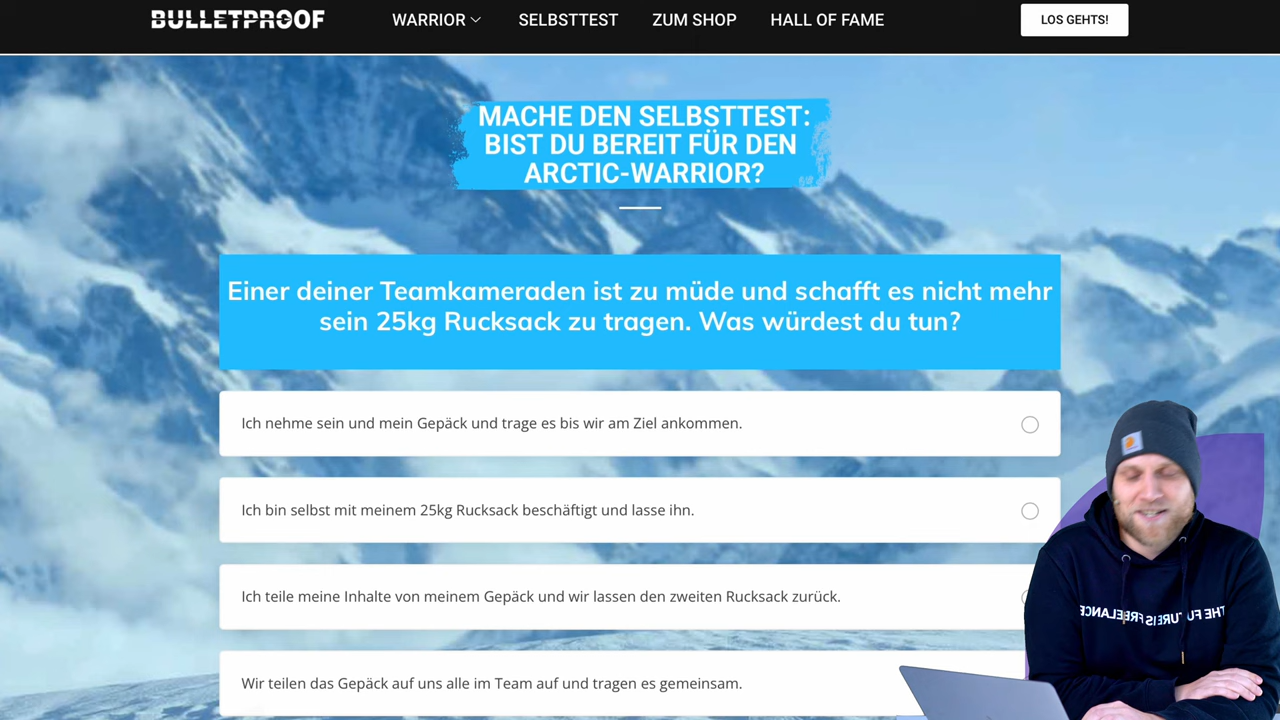 BULLETPROOF
WARRIOR
SELBSTTEST
ZUM SHOP
HALL OF FAME
LOS GEHTS!
MACHE DEN SELBSTTEST:
BIST DU BEREIT FÜR DEN
ARCTIC-WARRIOR?
Einer deiner Teamkameraden ist zu müde und schafft es nicht mehr
sein 25kg Rucksack zu tragen. Was würdest du tun?
Ich nehme sein und mein Gepäck und trage es bis wir am Ziel ankommen.
Ich bin selbst mit meinem 25kg Rucksack beschäftigt und lasse ihn.
Ich teile meine Inhalte von meinem Gepäck und wir lassen den zweiten Rucksack zurück.
Wir teilen das Gepäck auf uns alle im Team auf und tragen es gemeinsam.
THE FUTURE IS FREELANCE